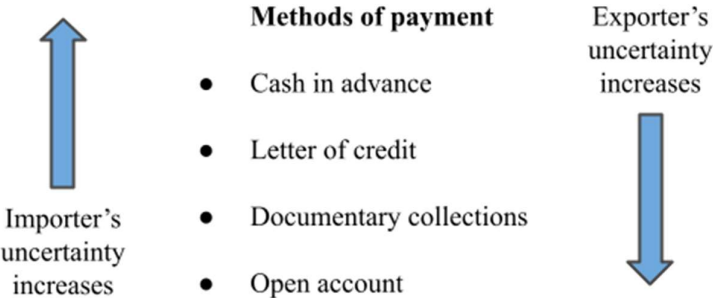 Methods of payment
● Cash in advance
● Letter of credit
● Documentary collections
● Open account
Importer’s
uncertainty
increases
Exporter’s
uncertainty
increases